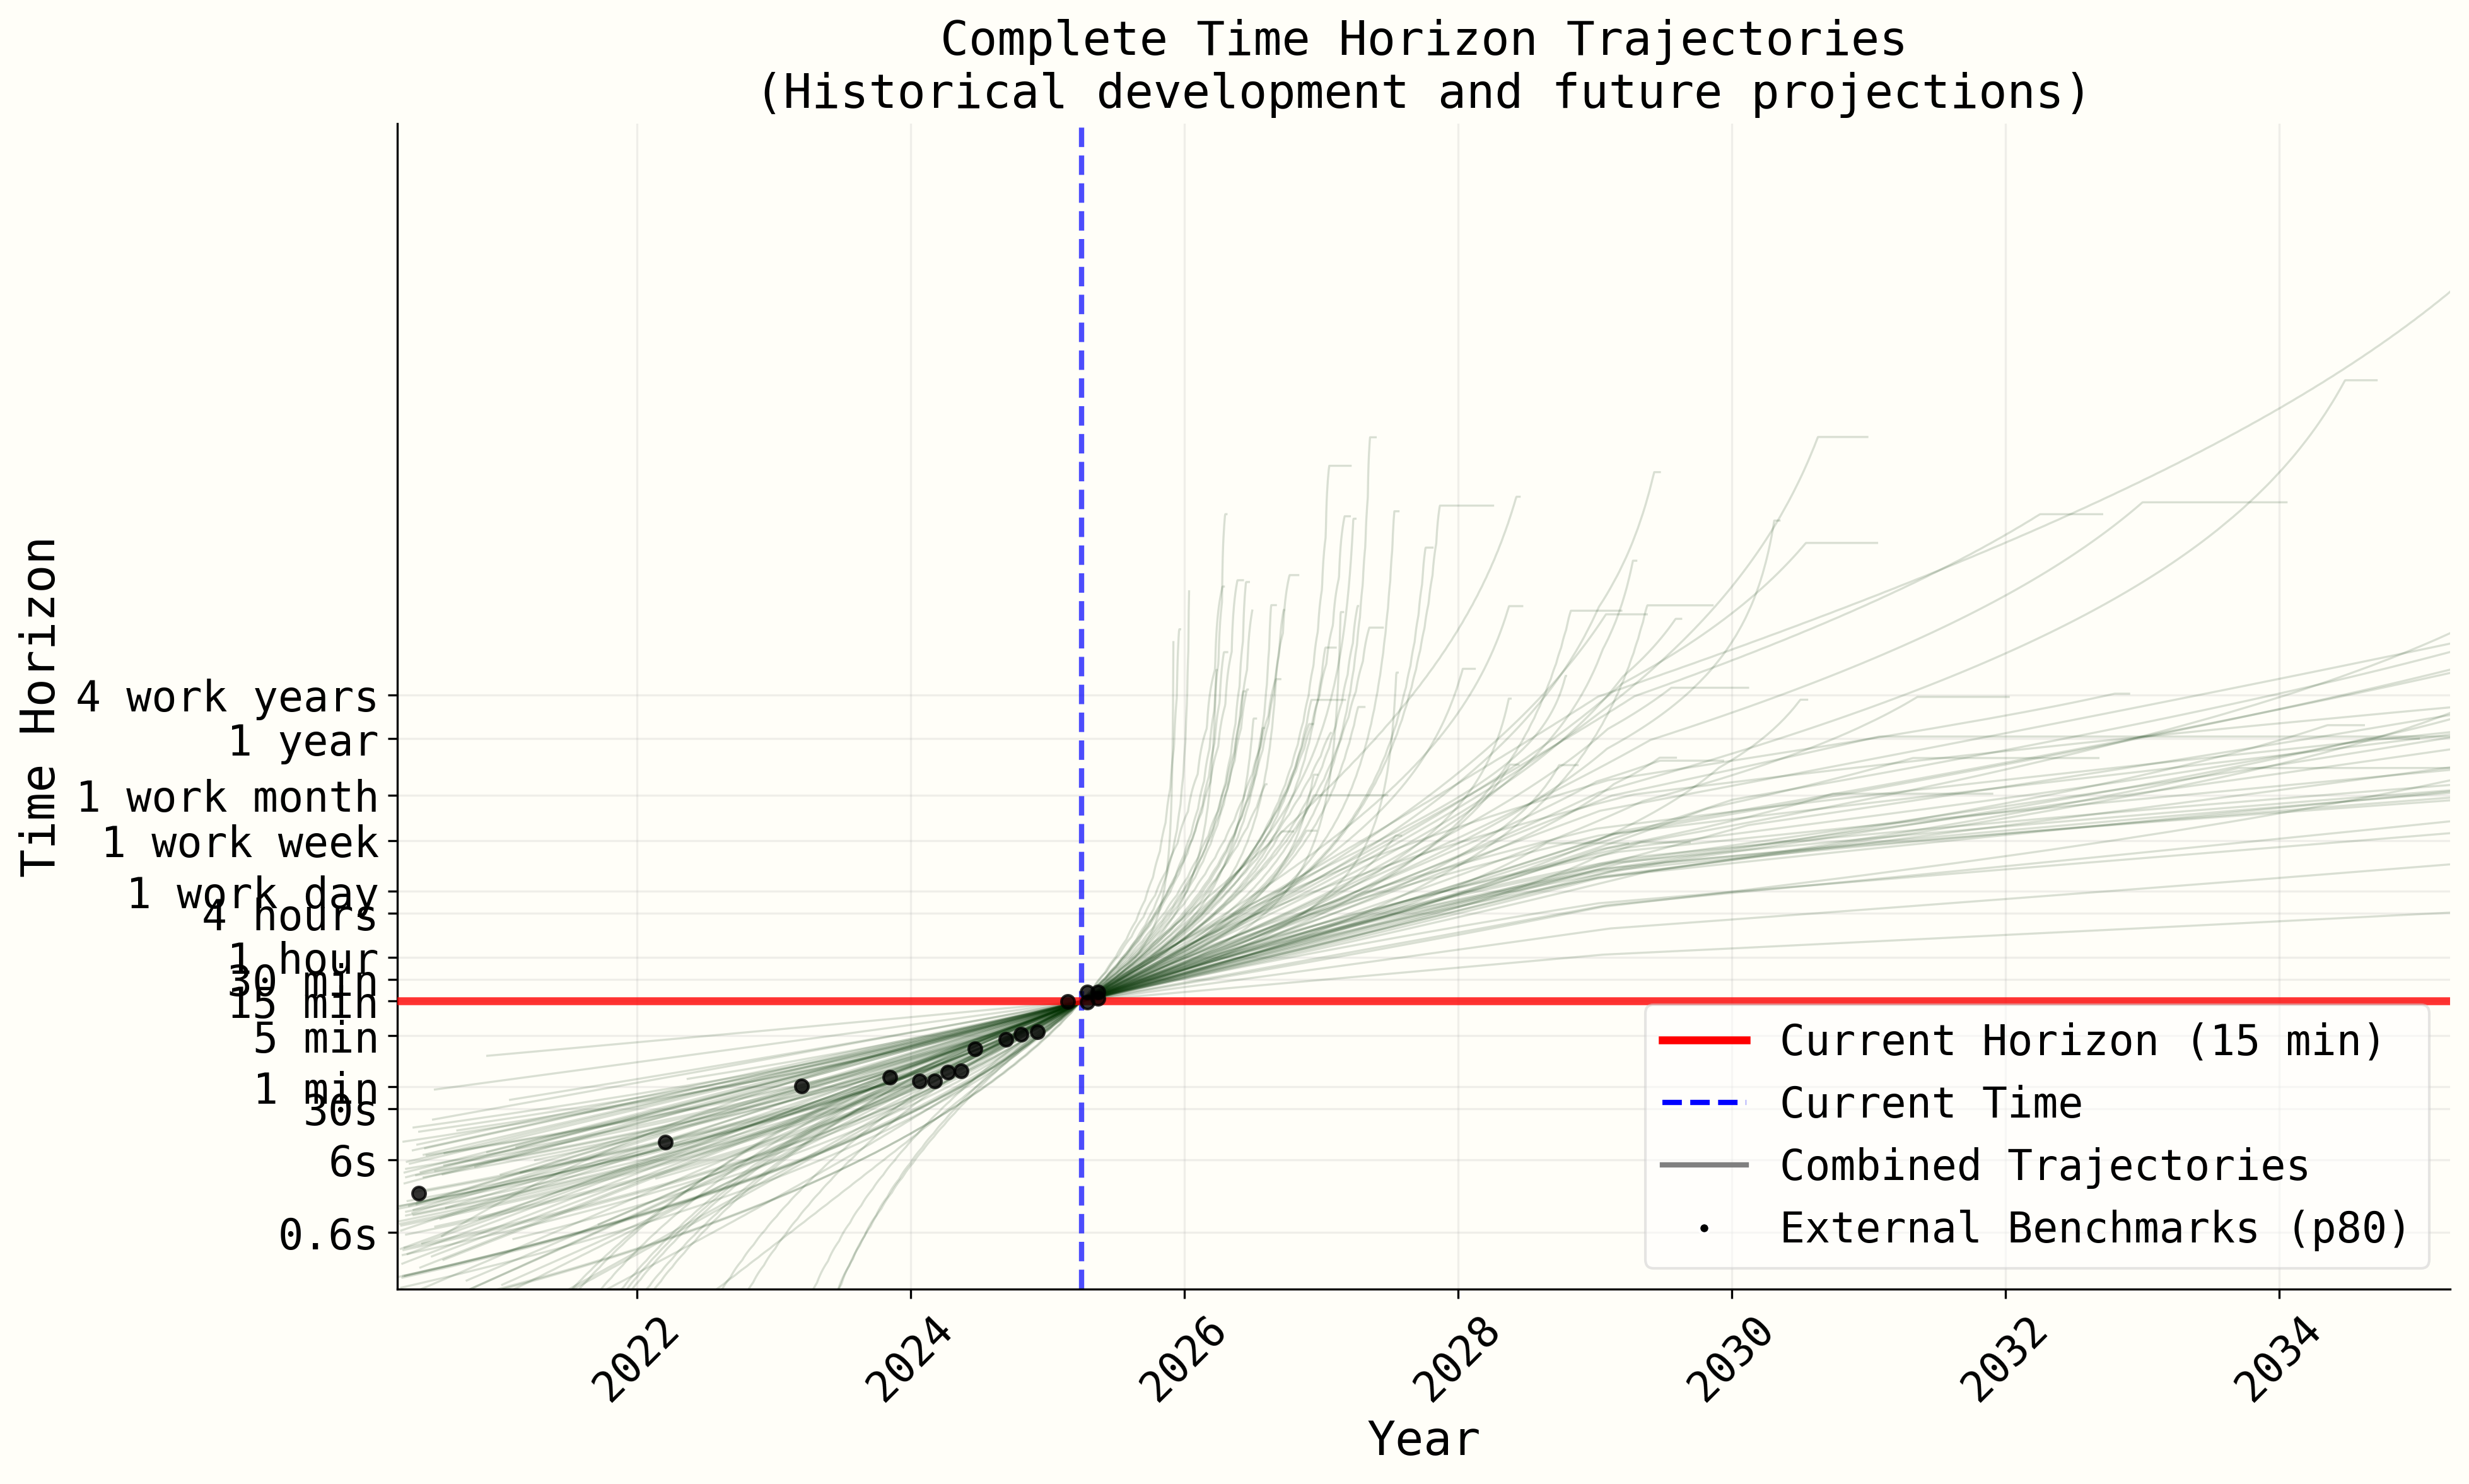 Complete Time Horizon Trajectories
(Historical development and future projections)
Time Horizon
4 work years
1 year
1 work month
1 work week
1 work day
4 hours
1 hour
30 min
15 min
5 min
1 min
30s
6s
0.6s
Current Horizon (15 min)
Current Time
Combined Trajectories
External Benchmarks (p80)
2022
2024
2026
2028
2030
2032
2034
Year